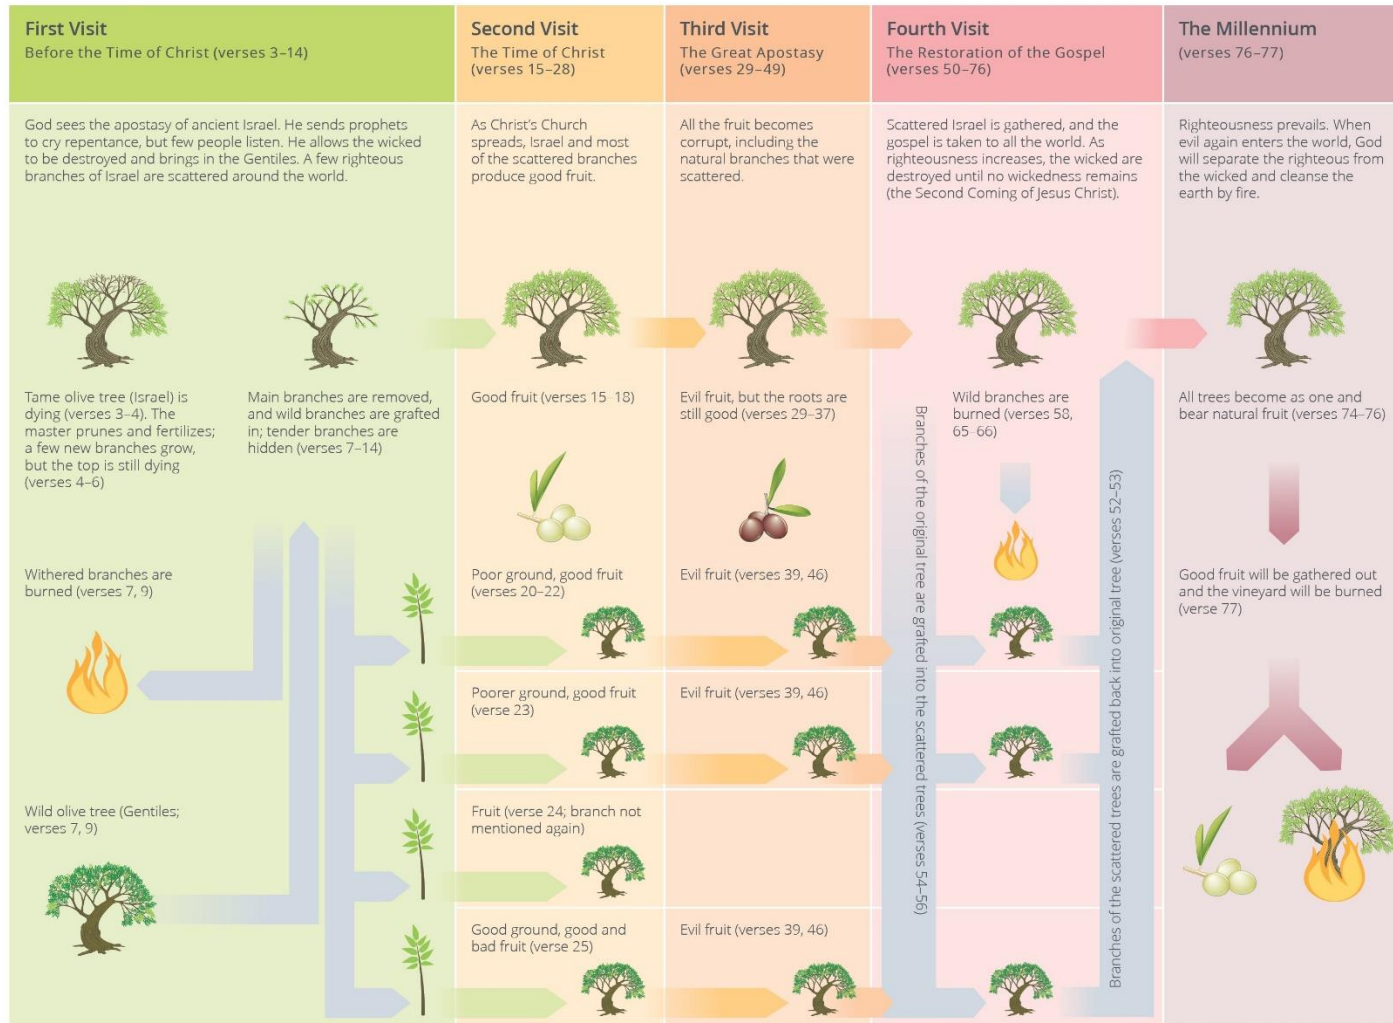 First Visit
Before the Time of Christ (verses 3–14)
God sees the apostasy of ancient Israel. He sends prophets
to cry repentance, but few people listen. He allows the wicked
to be destroyed and brings in the Gentiles. A few righteous
branches of Israel are scattered around the world.
Tame olive tree (Israel) is
dying (verses 3–4). The
master prunes and fertilizes;
a few new branches grow,
but the top is still dying
(verses 4–6)
Main branches are removed,
and wild branches are grafted
in; tender branches are
hidden (verses 7–14)
Withered branches are
burned (verses 7, 9)
Wild olive tree (Gentiles;
verses 7, 9)
Second Visit
The Time of Christ
(verses 15–28)
As Christ's Church
spreads, Israel and most
of the scattered branches
produce good fruit.
Good fruit (verses 15–18)
Poor ground, good fruit
(verses 20–22)
Poorer ground, good fruit
(verse 23)
Fruit (verse 24; branch not
mentioned again)
Good ground, good and
bad fruit (verse 25)
Third Visit
The Great Apostasy
(verses 29–49)
All the fruit becomes
corrupt, including the
natural branches that were
scattered.
Evil fruit, but the roots are
still good (verses 29–37)
Evil fruit (verses 39, 46)
Evil fruit (verses 39, 46)
Evil fruit (verses 39, 46)
Fourth Visit
The Restoration of the Gospel
(verses 50–76)
Scattered Israel is gathered, and the
gospel is taken to all the world. As
righteousness increases, the wicked are
destroyed until no wickedness remains
(the Second Coming of Jesus Christ).
Branches of the original tree are grafted into the scattered trees (verses 54–56)
Wild branches are
burned (verses 58,
65–66)
Branches of the scattered trees are grafted back into original tree (verses 52–53)
The Millennium
(verses 76–77)
Righteousness prevails. When
evil again enters the world, God
will separate the righteous from
the wicked and cleanse the
earth by fire.
All trees become as one and
bear natural fruit (verses 74–76)
Good fruit will be gathered out
and the vineyard will be burned
(verse 77)